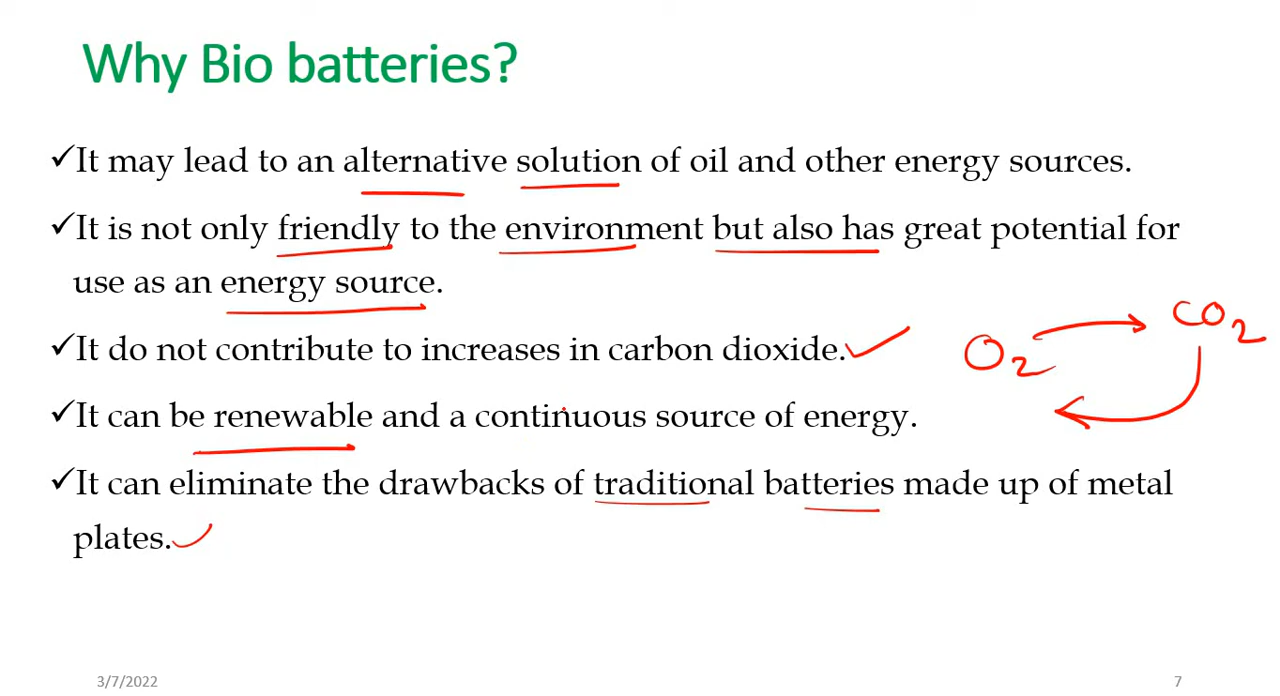 Why Bio batteries?
✓It may lead to an alternative solution of oil and other energy sources.
✓It is not only friendly to the environment but also has great potential for
use as an energy source.
✓It do not contribute to increases in carbon dioxide.
O2 → CO2
✓It can be renewable and a continuous source of energy.
✓It can eliminate the drawbacks of traditional batteries made up of metal
plates.
3/7/2022
7